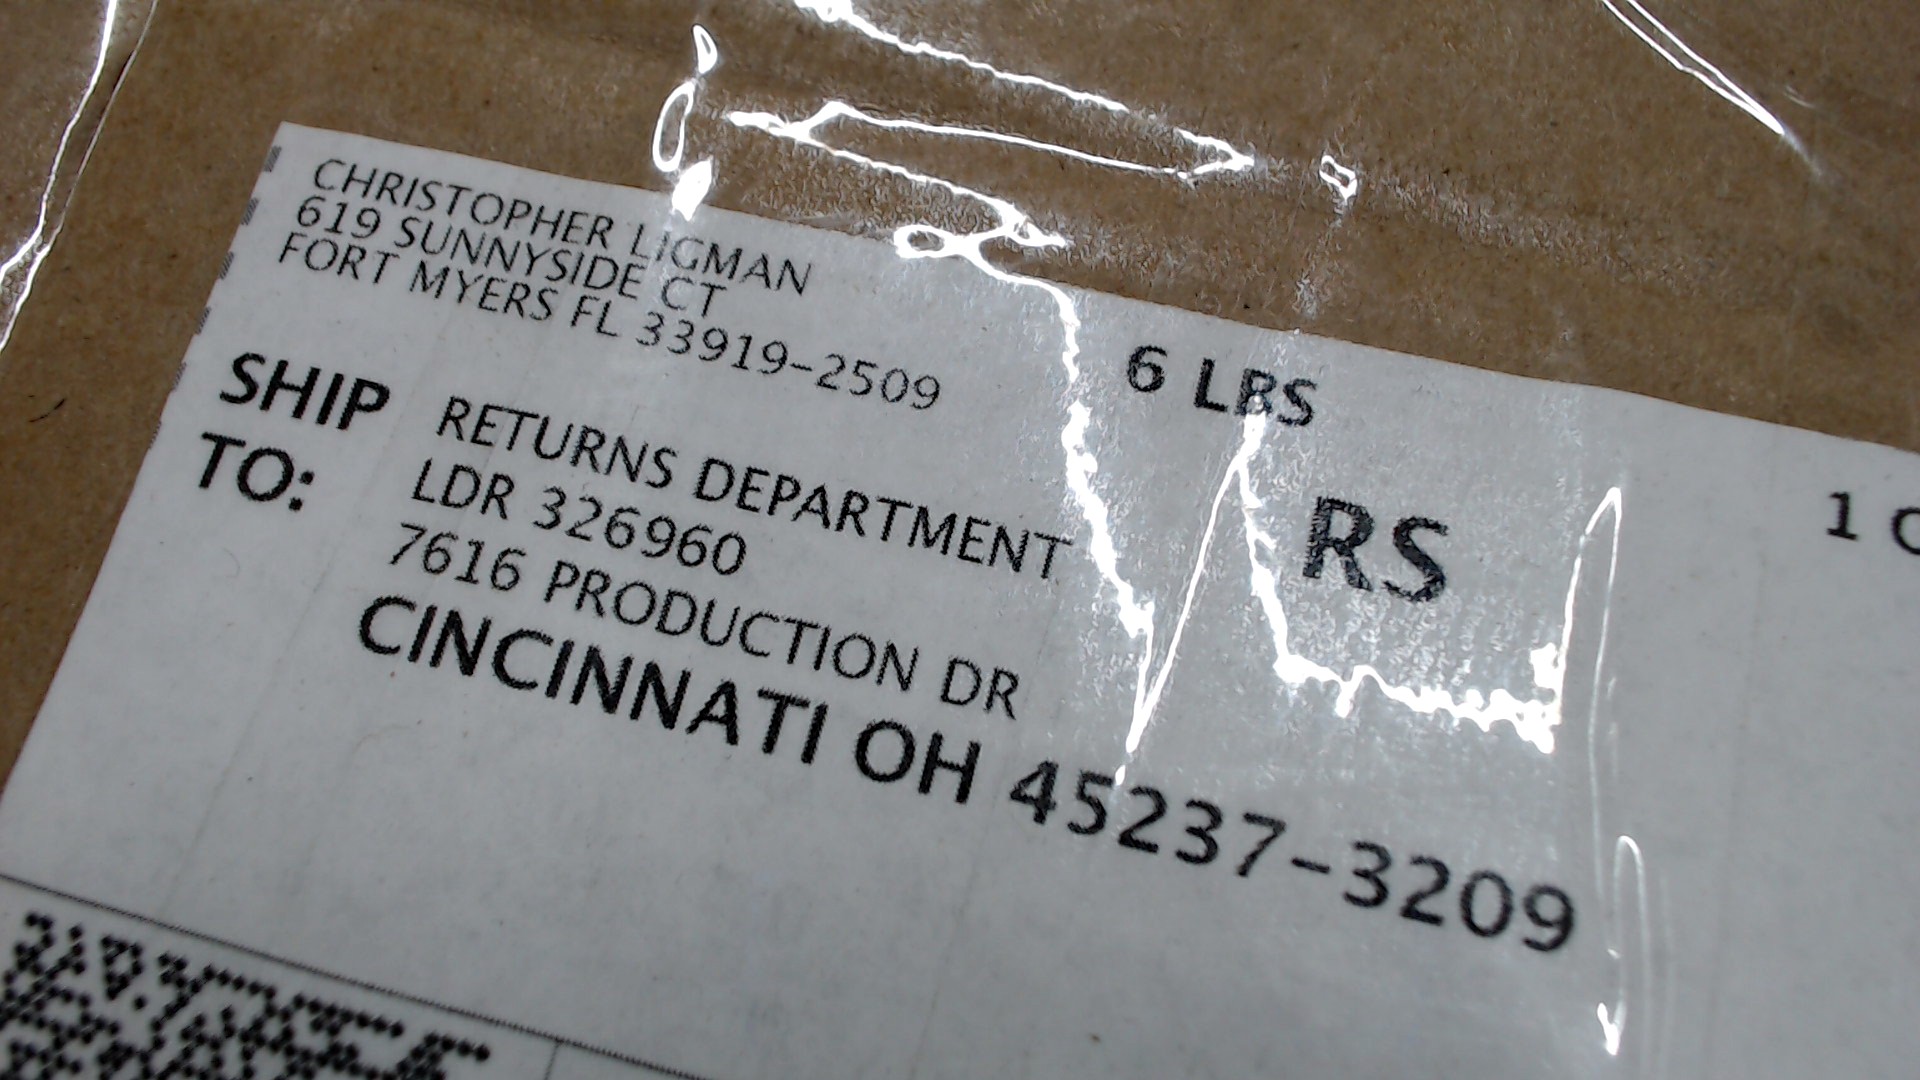 CHRISTOPHER LIGMAN
619 SUNNYSIDE CT
FORT MYERS FL 33919-2509
6 LBS
RS
1
SHIP TO:
RETURNS DEPARTMENT
LDR 326960
7616 PRODUCTION DR
CINCINNATI OH 45237-3209